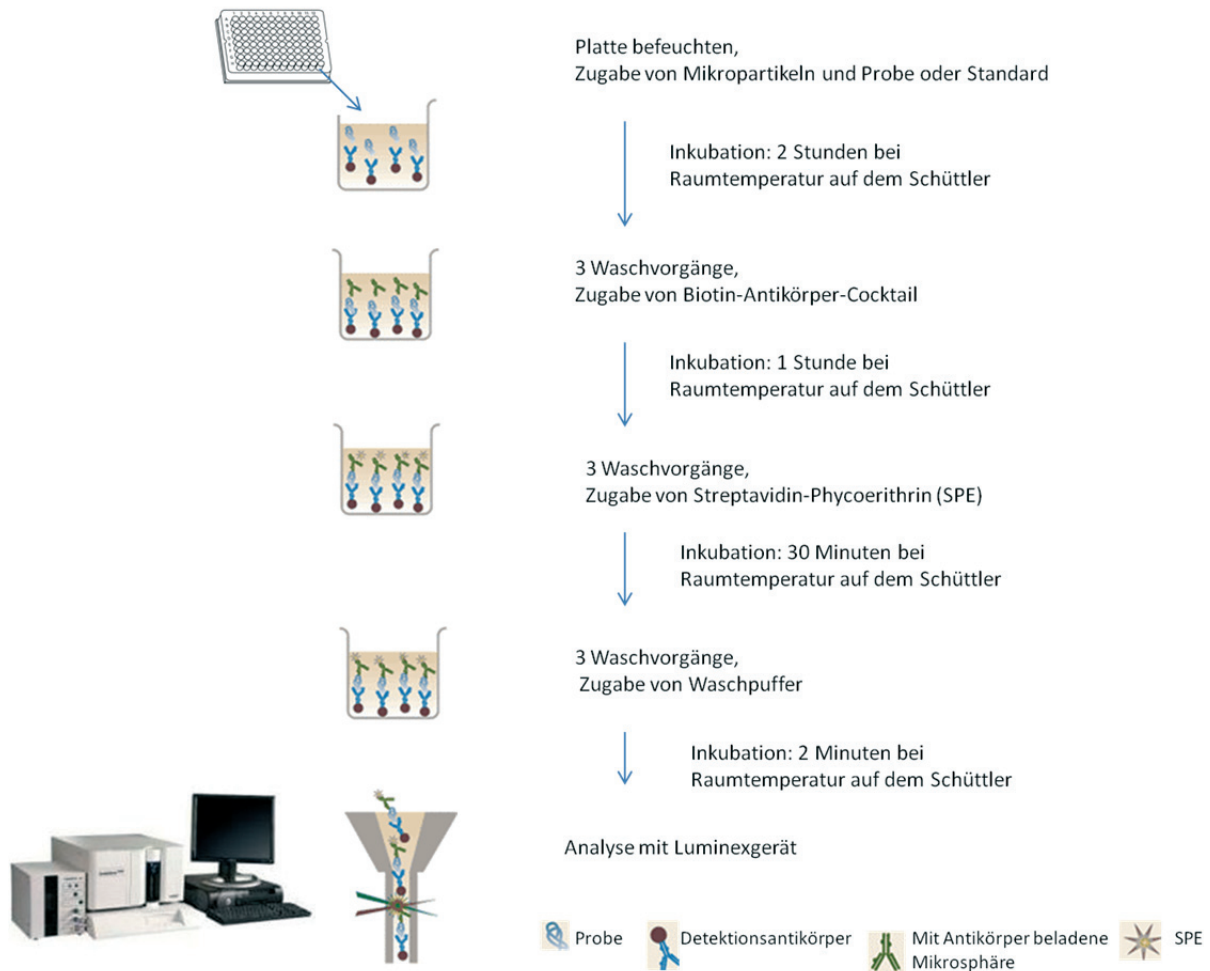 Platte befeuchten,
Zugabe von Mikropartikeln und Probe oder Standard
Inkubation: 2 Stunden bei
Raumtemperatur auf dem Schüttler
3 Waschvorgänge,
Zugabe von Biotin-Antikörper-Cocktail
Inkubation: 1 Stunde bei
Raumtemperatur auf dem Schüttler
3 Waschvorgänge,
Zugabe von Streptavidin-Phycoerithrin (SPE)
Inkubation: 30 Minuten bei
Raumtemperatur auf dem Schüttler
3 Waschvorgänge,
Zugabe von Waschpuffer
Inkubation: 2 Minuten bei
Raumtemperatur auf dem Schüttler
Analyse mit Luminexgerät
Probe
Detektionsantikörper
Mit Antikörper beladene
Mikrosphäre
SPE